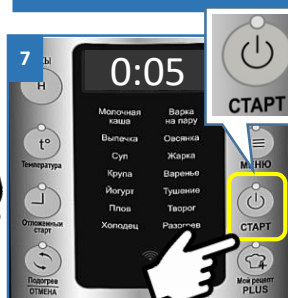 7
0:05
СТАРТ
Молочная каша
Варка на пару
Выпечка
Овсянка
Суп
Жарка
Крупа
Варенье
Йогурт
Тушение
Плов
Творог
Холодец
Разогрев
t°
Температура
Отложенный старт
Подогрев
ОТМЕНА
МЕНЮ
СТАРТ
Мой рецепт
PLUS